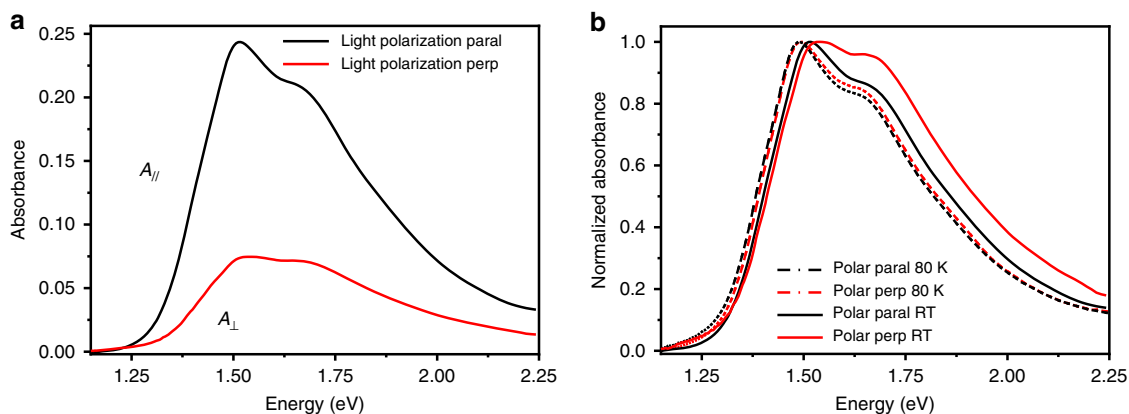 a
0.25
0.20
0.15
0.10
0.05
0.00
Absorbance
Light polarization paral
Light polarization perp
A//
A⊥
1.25
1.50
1.75
2.00
2.25
Energy (eV)
b
1.0
0.8
0.6
0.4
0.2
0.0
Normalized absorbance
Polar paral 80 K
Polar perp 80 K
Polar paral RT
Polar perp RT
1.25
1.50
1.75
2.00
2.25
Energy (eV)